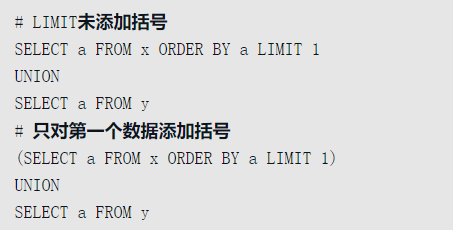 # LIMIT未添加括号
SELECT a FROM x ORDER BY a LIMIT 1
UNION
SELECT a FROM y
# 只对第一个数据添加括号
(SELECT a FROM x ORDER BY a LIMIT 1)
UNION
SELECT a FROM y